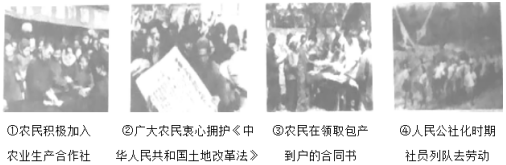 ①农民积极加入
农业生产合作社
②广大农民衷心拥护《中
华人民共和国土地改革法》
③农民在领取包产
到户的合同书
④人民公社化时期
社员列队去劳动